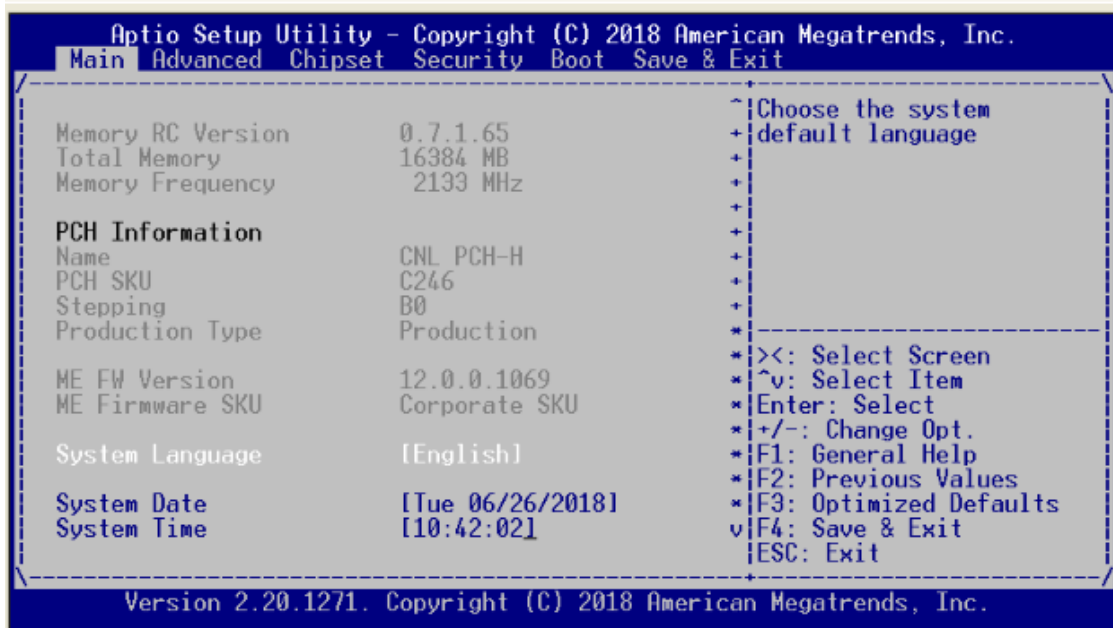 Aptio Setup Utility - Copyright (C) 2018 American Megatrends, Inc.
Main Advanced Chipset Security Boot Save & Exit
Memory RC Version 0.7.1.65
Total Memory 16384 MB
Memory Frequency 2133 MHz
PCH Information
Name CNL PCH-H
PCH SKU C246
Stepping B0
Production Type Production
ME FW Version 12.0.0.1069
ME Firmware SKU Corporate SKU
System Language [English]
System Date [Tue 06/26/2018]
System Time [10:42:02]
Choose the system
default language
><: Select Screen
^v: Select Item
Enter: Select
+/-: Change Opt.
F1: General Help
F2: Previous Values
F3: Optimized Defaults
F4: Save & Exit
ESC: Exit
Version 2.20.1271. Copyright (C) 2018 American Megatrends, Inc.